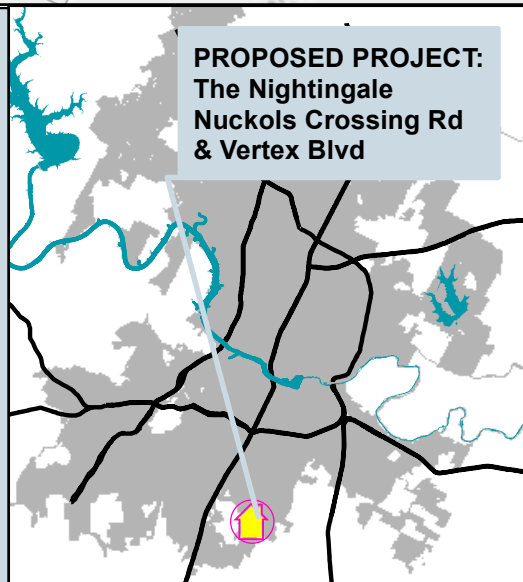 PROPOSED PROJECT:
The Nightingale
Nuckols Crossing Rd
& Vertex Blvd